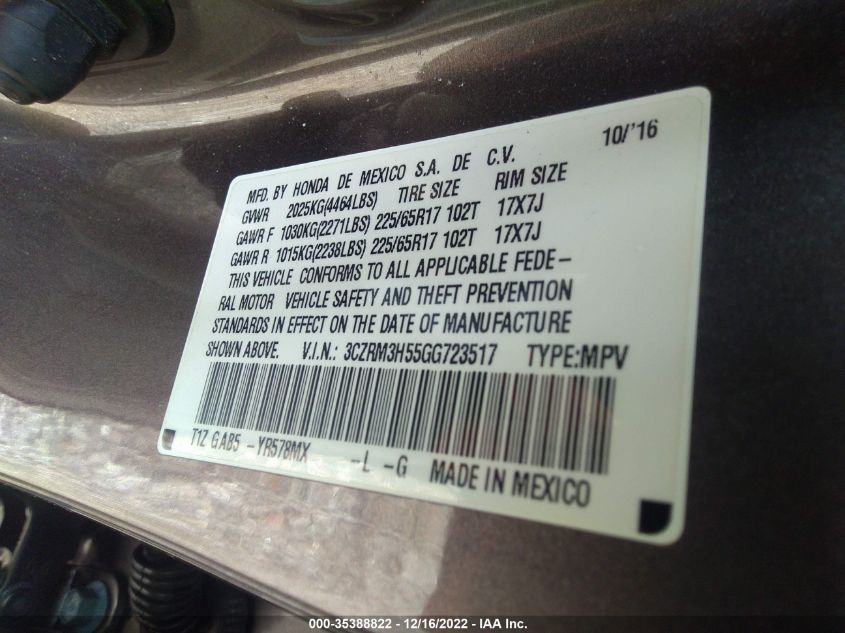 10/'16
MFD. BY HONDA DE MEXICO S.A. DE C.V.
GVWR 2025KG(4464LBS) TIRE SIZE RIM SIZE
GAWR F 1030KG(2271LBS) 225/65R17 102T 17X7J
GAWR R 1015KG(2238LBS) 225/65R17 102T 17X7J
THIS VEHICLE CONFORMS TO ALL APPLICABLE FEDE-
RAL MOTOR VEHICLE SAFETY AND THEFT PREVENTION
STANDARDS IN EFFECT ON THE DATE OF MANUFACTURE
SHOWN ABOVE. V.I.N.: 3CZRM3H55GG723517 TYPE:MPV
T1Z GAB5 -YR578MX -L -G MADE IN MEXICO
000-35388822 - 12/16/2022 - IAA Inc.